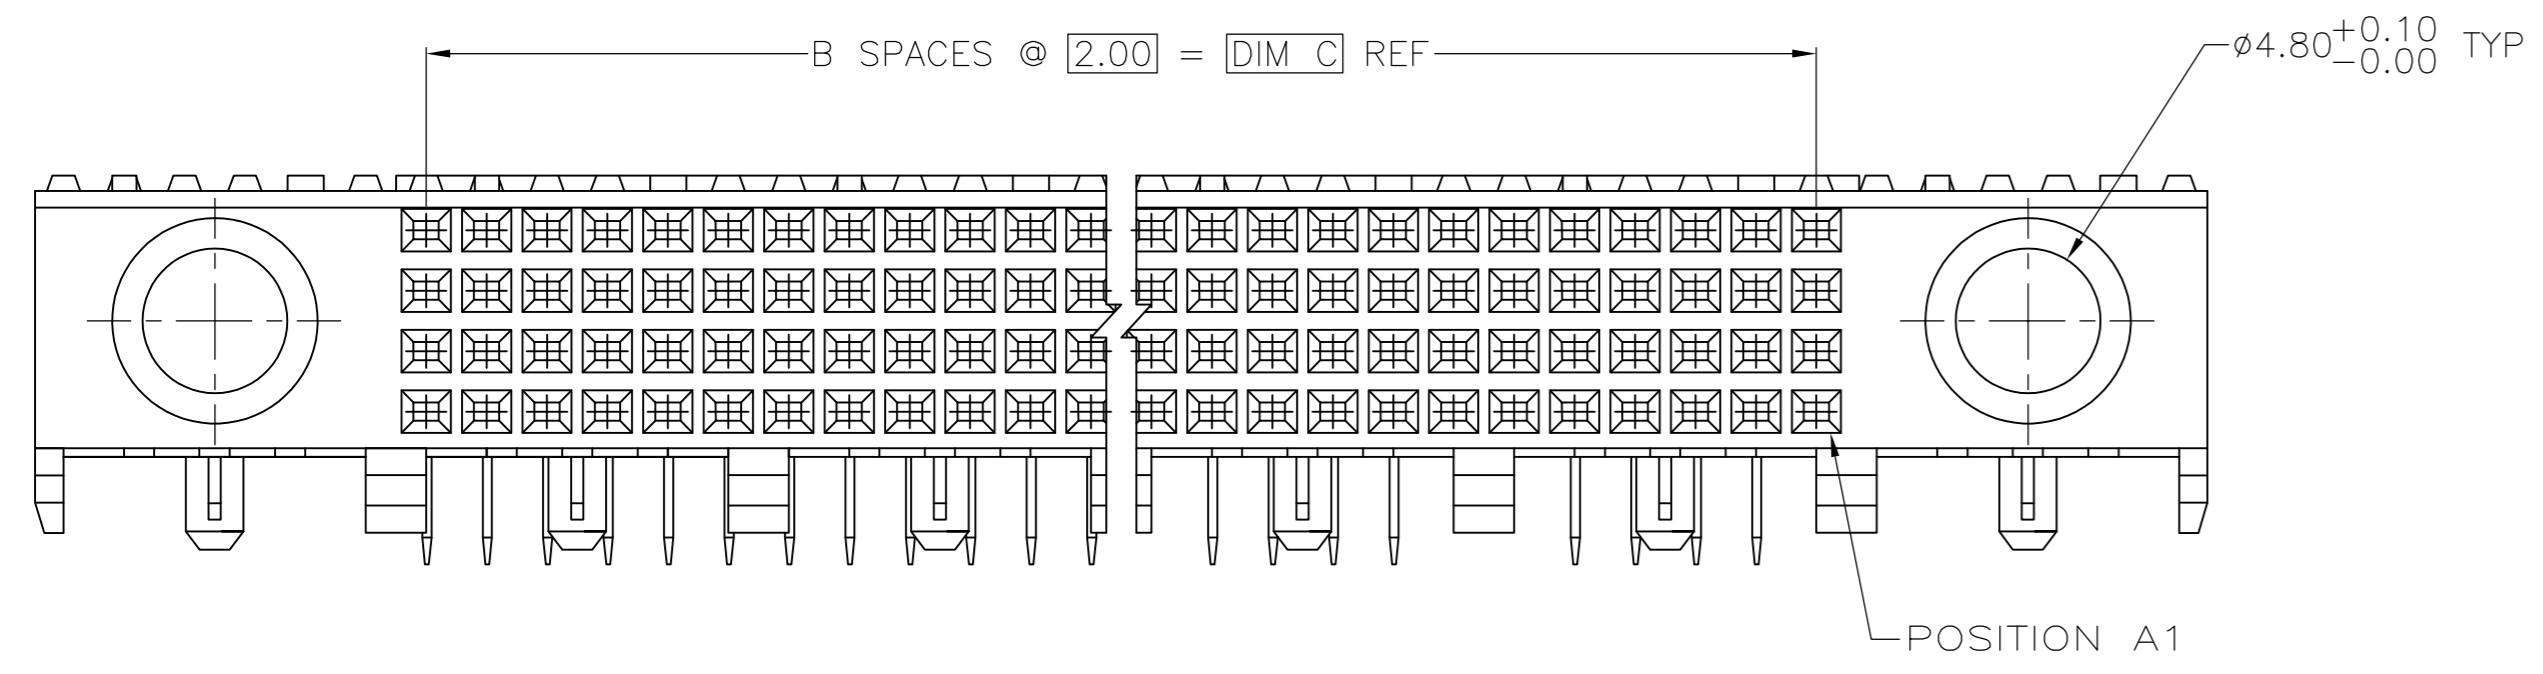 B SPACES @ 2.00 = DIM C REF
ø4.80 +0.10 -0.00 TYP
POSITION A1